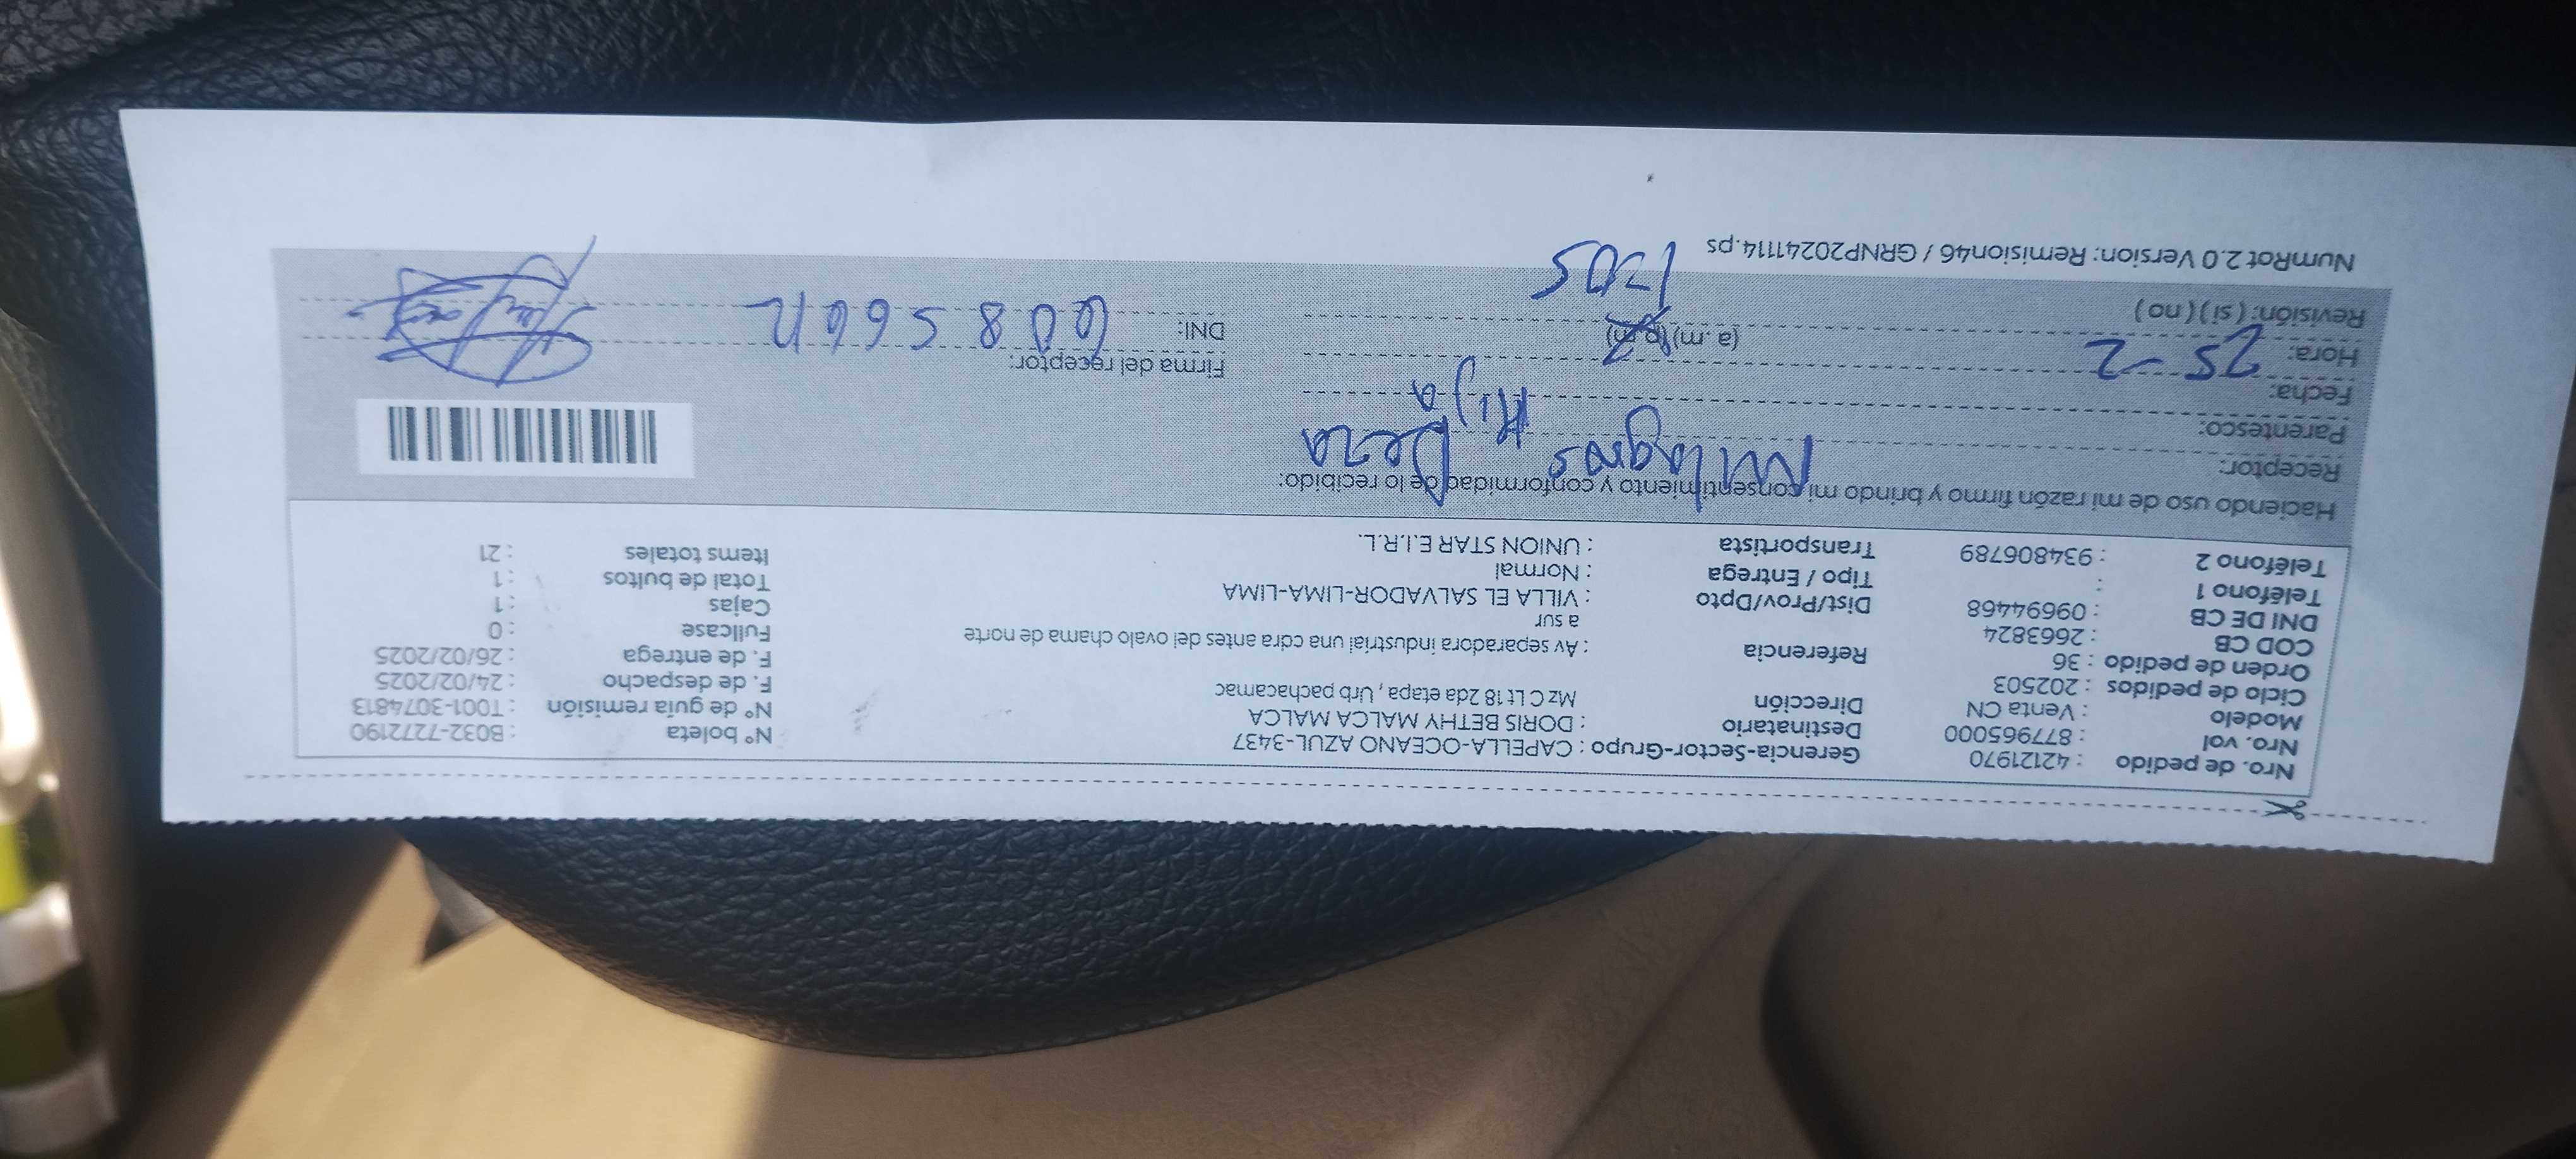 Nro. de pedido : 42121970 Gerencia-Sector-Grupo : CAPELLA-OCEANO AZUL-3437 N° boleta : B032-7272190
Nro. vol : 877965000 Destinatario : DORIS BETHY MALCA MALCA N° de guía remisión : T001-3074813
Modelo : Venta CN Dirección Mz C Lt 18 2da etapa , Urb pachacamac F. de despacho : 24/02/2025
Ciclo de pedidos : 202503 F. de entrega : 26/02/2025
Orden de pedido : 36 Referencia : Av separadora industrial una cdra antes del ovalo chama de norte a sur Fullcase : 0
COD CB : 2663824 Cajas : 1
DNI DE CB : 09694468 Dist/Prov/Dpto : VILLA EL SALVADOR-LIMA-LIMA Total de bultos : 1
Teléfono 1 : Tipo / Entrega : Normal Items totales : 21
Teléfono 2 : 934806789 Transportista : UNION STAR E.I.R.L.
Haciendo uso de mi razón firmo y brindo mi consentimiento y conformidad de lo recibido:
Receptor: Milagros Deza
Parentesco: Hija
Fecha: 25-2
Hora: (a.m) (p.m) 1-05
Revisión: ( si ) ( no )
Firma del receptor:
DNI:
NumRot 2.0 Version: Remision46 / GRNP20241114.ps